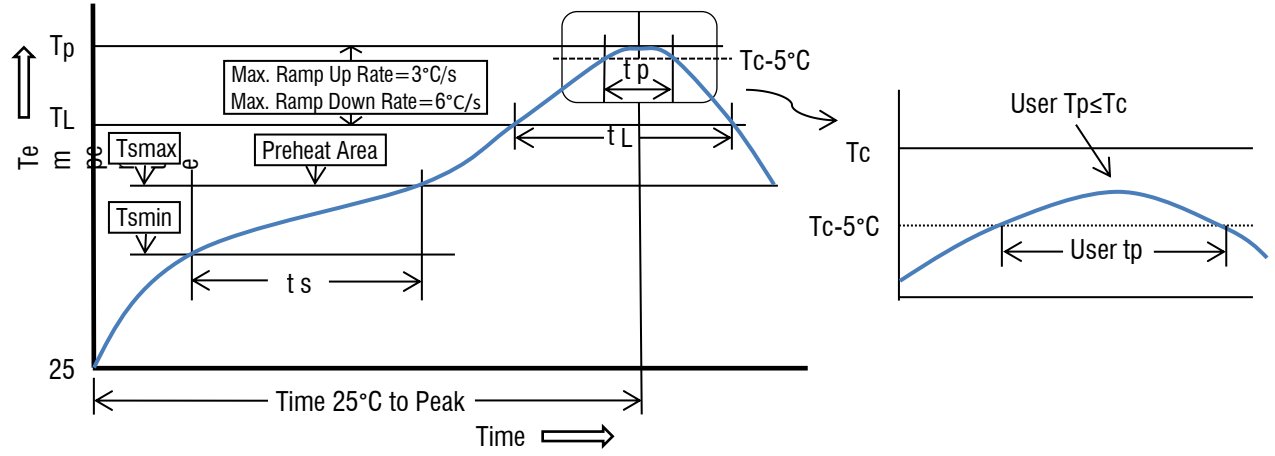 Tp
Max. Ramp Up Rate=3°C/s
Max. Ramp Down Rate=6°C/s
t p
Tc-5°C
TL
t L
Te
m
pe
e
Tsmax
Preheat Area
Tsmin
t s
25
Time 25°C to Peak
Time
User Tp≤Tc
Tc
Tc-5°C
User tp